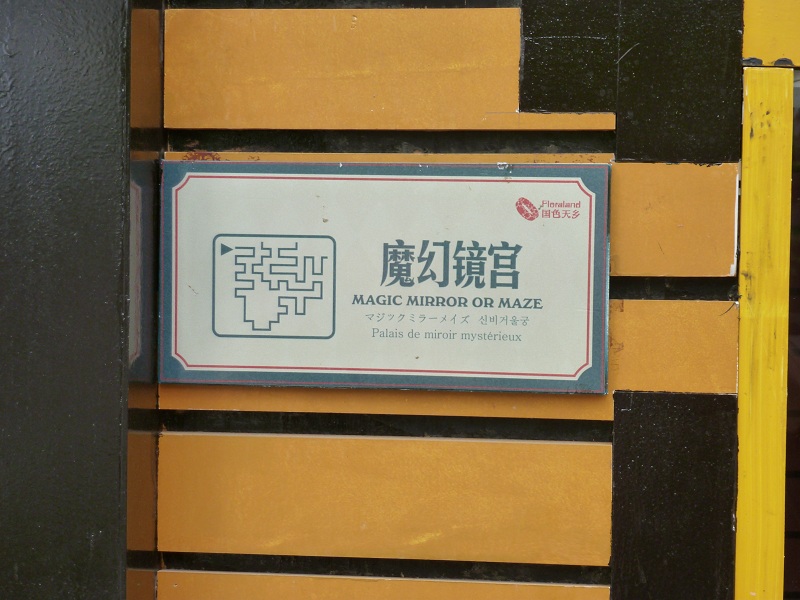 Floraland
国色天乡
魔幻镜宫
MAGIC MIRROR OR MAZE
マジックミラーメイズ 신비거울궁
Palais de miroir mystérieux